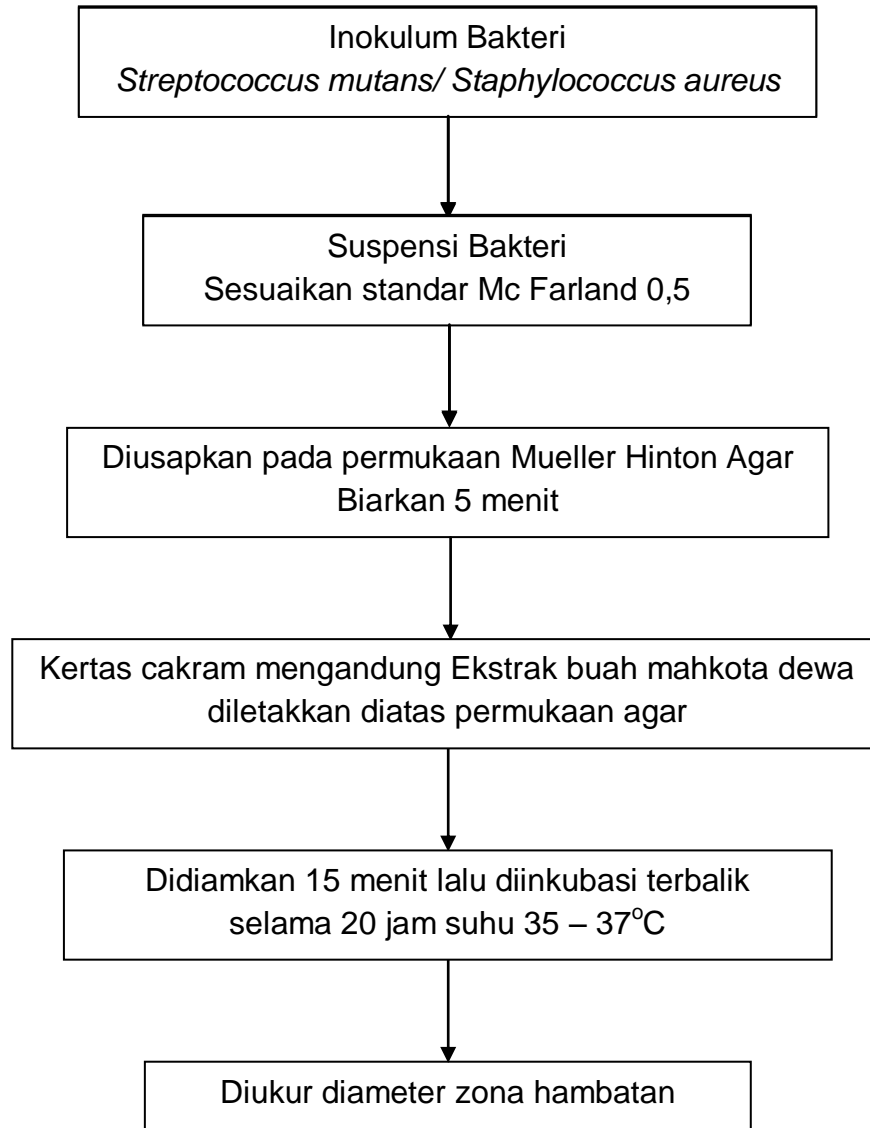 Inokulum Bakteri
Streptococcus mutans/ Staphylococcus aureus
Suspensi Bakteri
Sesuaikan standar Mc Farland 0,5
Diusapkan pada permukaan Mueller Hinton Agar
Biarkan 5 menit
Kertas cakram mengandung Ekstrak buah mahkota dewa
diletakkan diatas permukaan agar
Didiamkan 15 menit lalu diinkubasi terbalik
selama 20 jam suhu 35 – 37°C
Diukur diameter zona hambatan